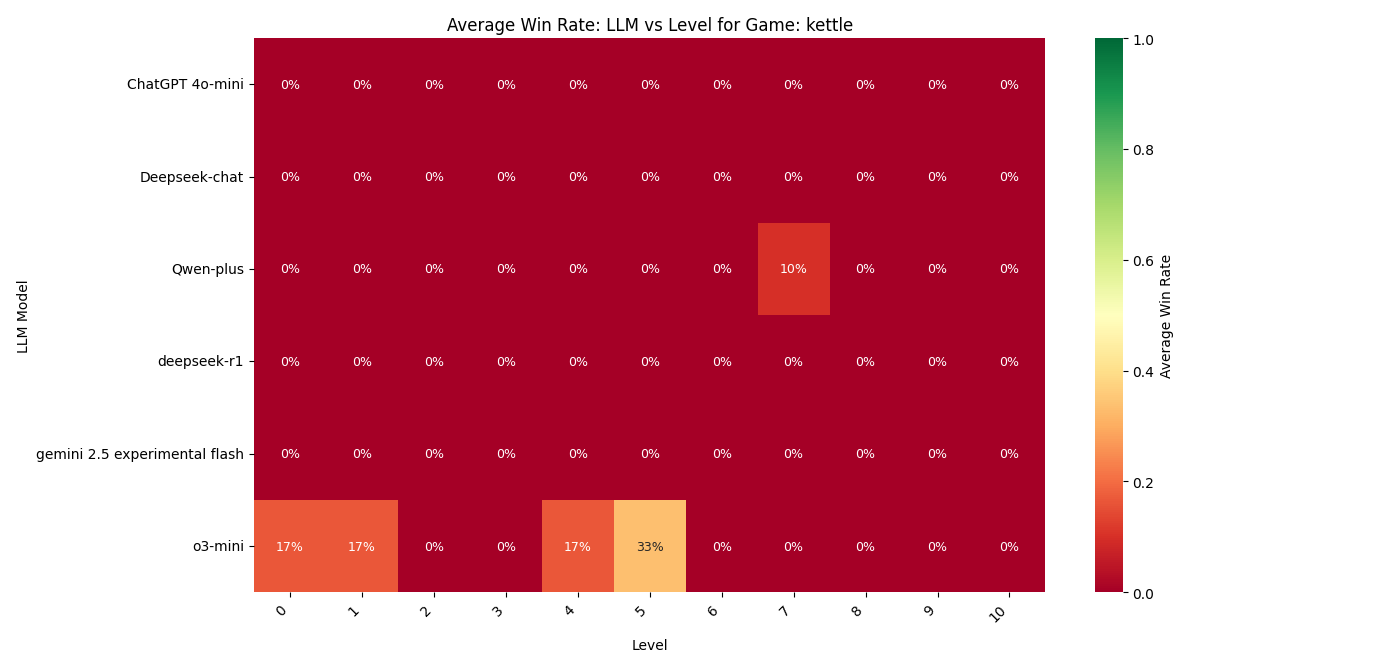 Average Win Rate: LLM vs Level for Game: kettle
ChatGPT 4o-mini 0% 0% 0% 0% 0% 0% 0% 0% 0% 0% 0%
Deepseek-chat 0% 0% 0% 0% 0% 0% 0% 0% 0% 0% 0%
Qwen-plus 0% 0% 0% 0% 0% 0% 0% 10% 0% 0% 0%
deepseek-r1 0% 0% 0% 0% 0% 0% 0% 0% 0% 0% 0%
gemini 2.5 experimental flash 0% 0% 0% 0% 0% 0% 0% 0% 0% 0% 0%
o3-mini 17% 17% 0% 0% 17% 33% 0% 0% 0% 0% 0%
0 1 2 3 4 5 6 7 8 9 10
Level
LLM Model
1.0
0.8
0.6
0.4
0.2
0.0
Average Win Rate